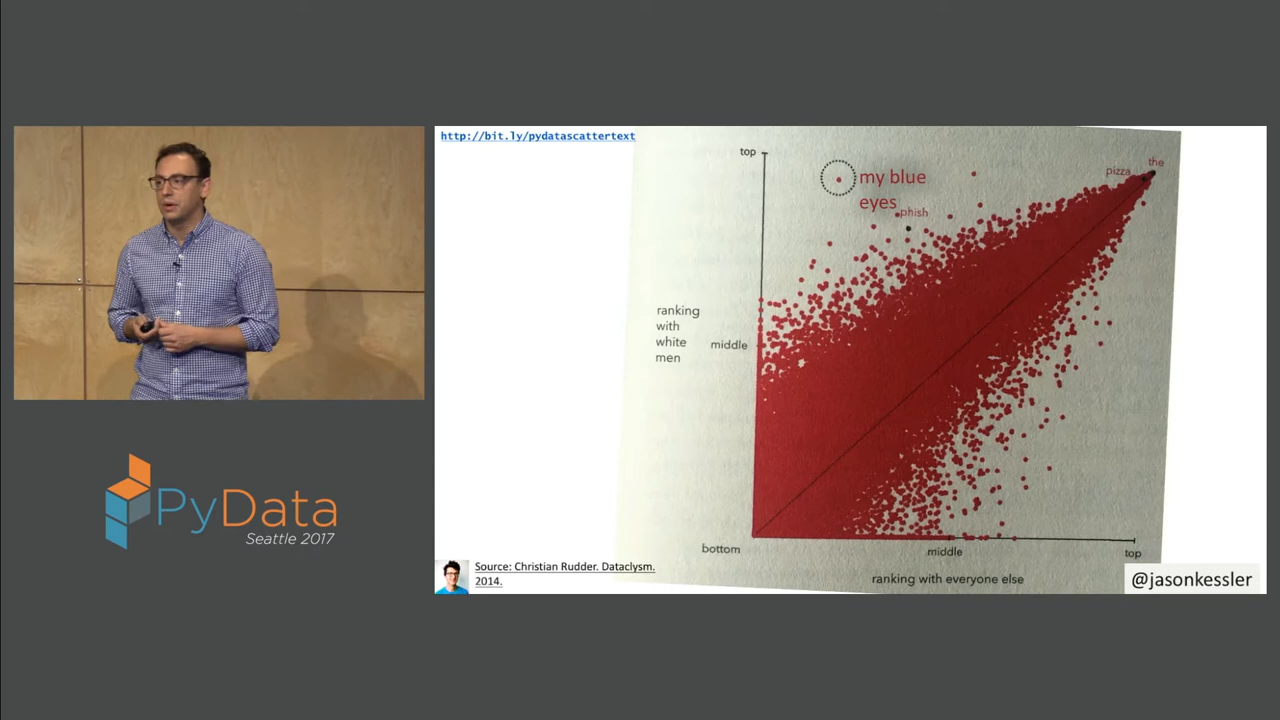 http://bit.ly/pydatascattertext
top
the
pizza
my blue
eyes
phish
ranking
with
white
men
middle
bottom
middle
top
ranking with everyone else
Source: Christian Rudder. Dataclysm.
2014.
@jasonkessler
PyData
Seattle 2017